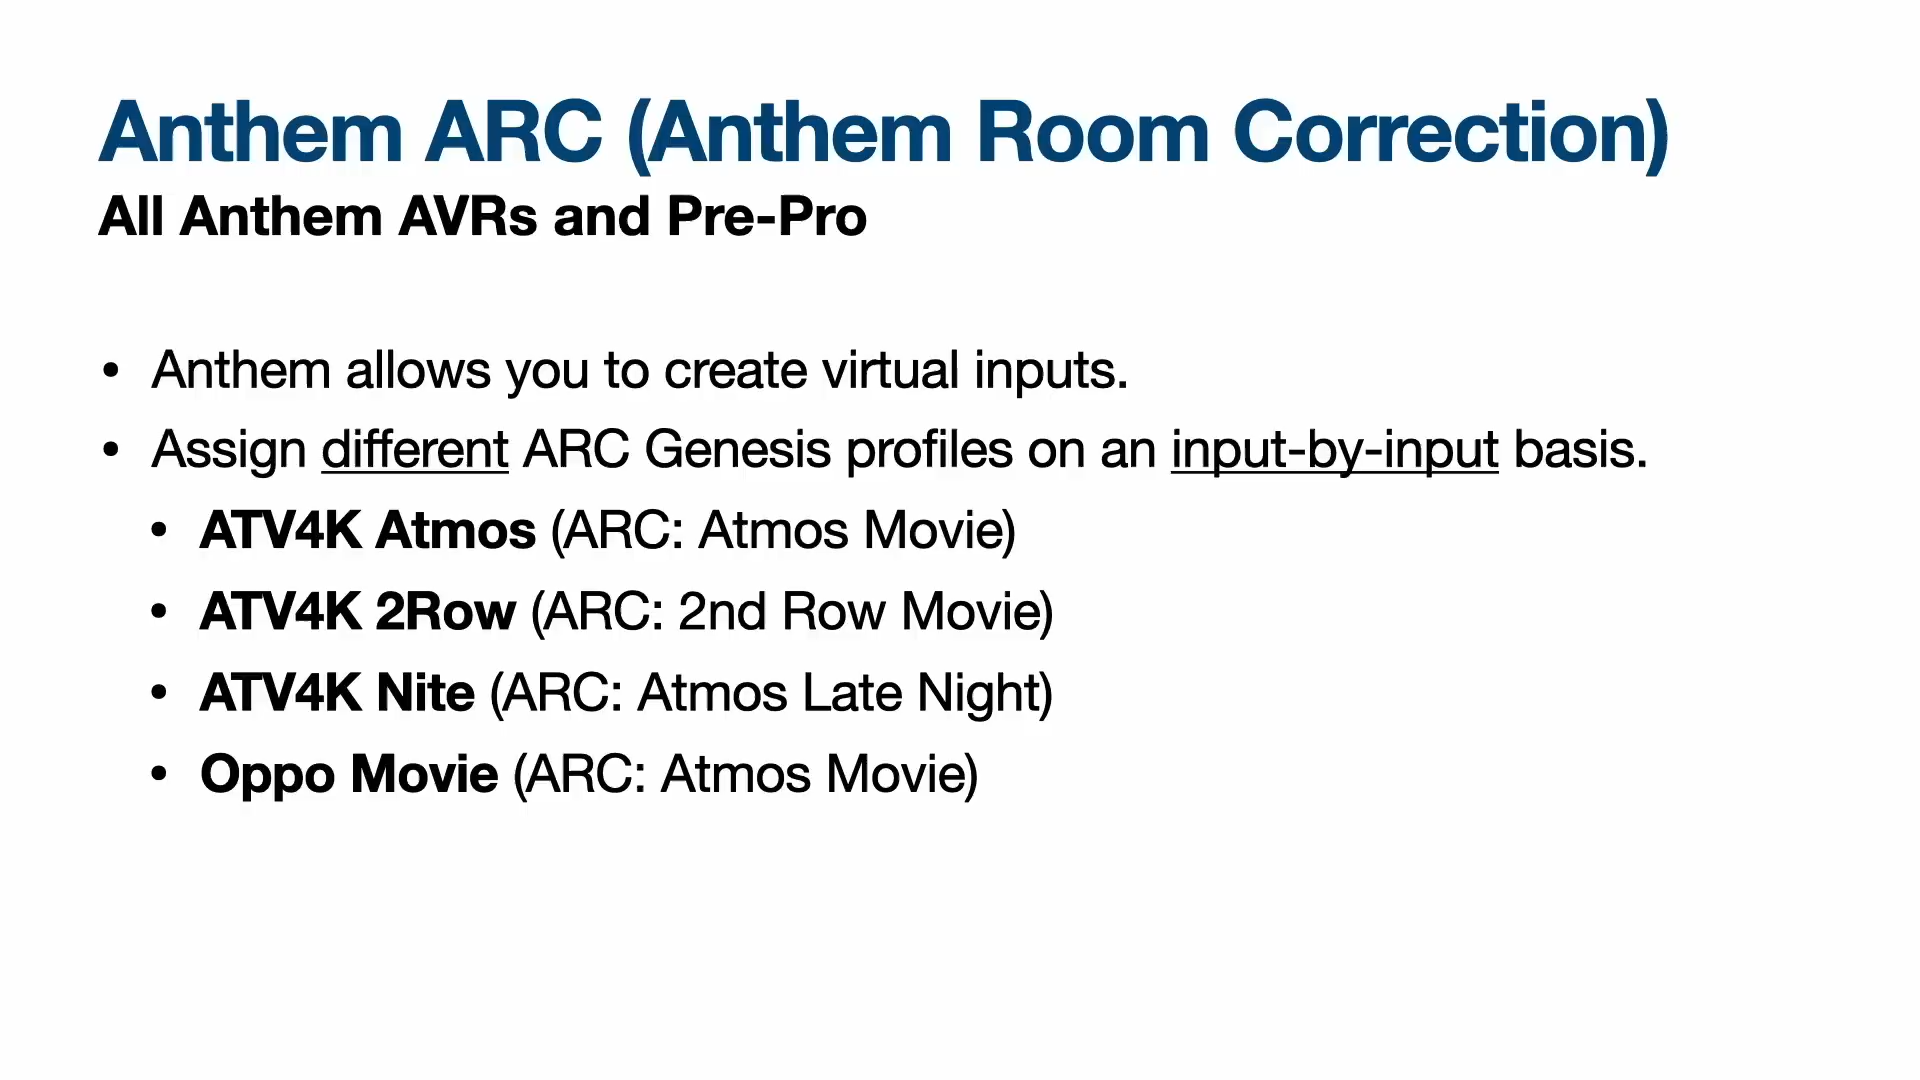 Anthem ARC (Anthem Room Correction)
All Anthem AVRs and Pre-Pro
• Anthem allows you to create virtual inputs.
• Assign different ARC Genesis profiles on an input-by-input basis.
• ATV4K Atmos (ARC: Atmos Movie)
• ATV4K 2Row (ARC: 2nd Row Movie)
• ATV4K Nite (ARC: Atmos Late Night)
• Oppo Movie (ARC: Atmos Movie)